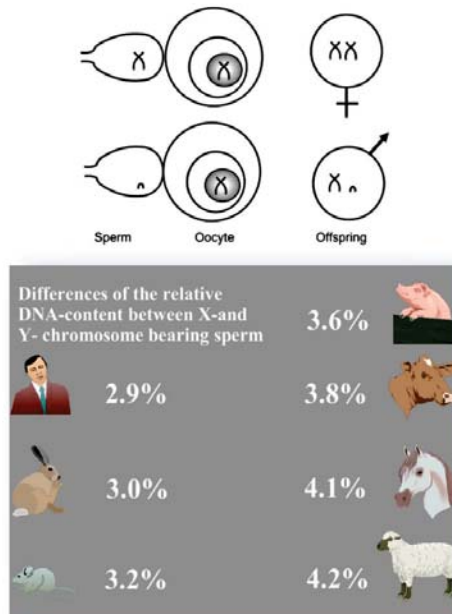 Sperm Oocyte Offspring
Differences of the relative
DNA-content between X-and
Y- chromosome bearing sperm
3.6%
2.9% 3.8%
3.0% 4.1%
3.2% 4.2%